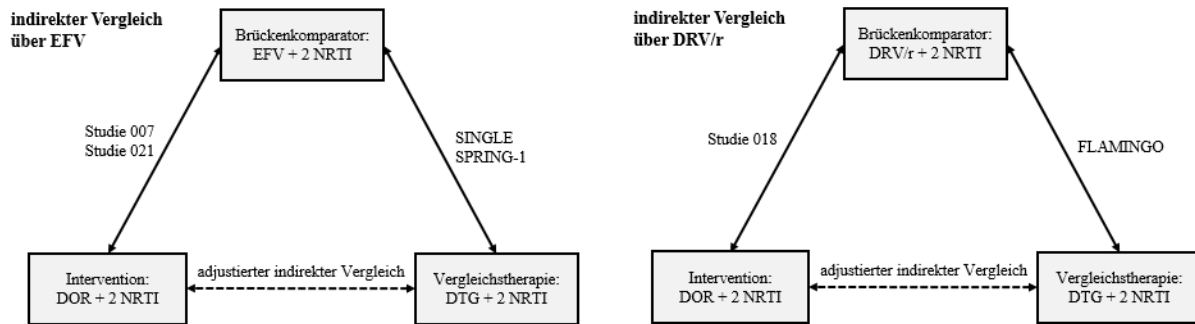 indirekter Vergleich
über EFV
Brückenkomparator:
EFV + 2 NRTI
Studie 007
Studie 021
SINGLE
SPRING-1
Intervention:
DOR + 2 NRTI
adjustierter indirekter Vergleich
Vergleichstherapie:
DTG + 2 NRTI
indirekter Vergleich
über DRV/r
Brückenkomparator:
DRV/r + 2 NRTI
Studie 018
FLAMINGO
Intervention:
DOR + 2 NRTI
adjustierter indirekter Vergleich
Vergleichstherapie:
DTG + 2 NRTI